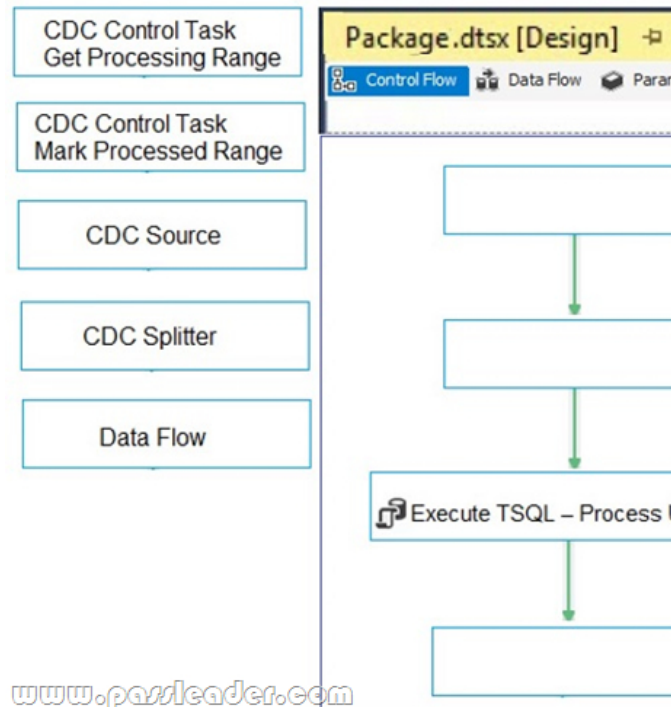 CDC Control Task
Get Processing Range
CDC Control Task
Mark Processed Range
CDC Source
CDC Splitter
Data Flow
Package.dtsx [Design]
Control Flow Data Flow Param
Execute TSQL – Process
www.passleader.com